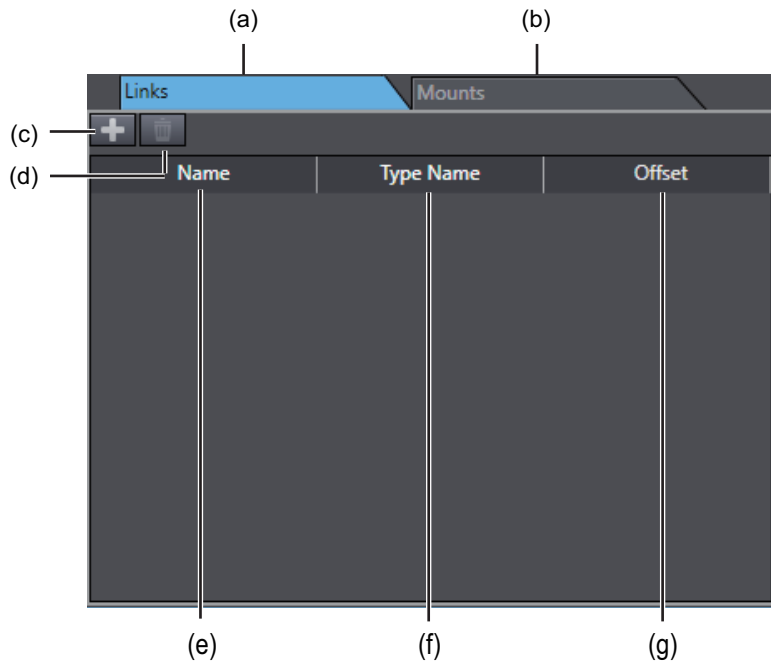 (a) (b)
Links Mounts
(c)
(d)
Name Type Name Offset
(e) (f) (g)